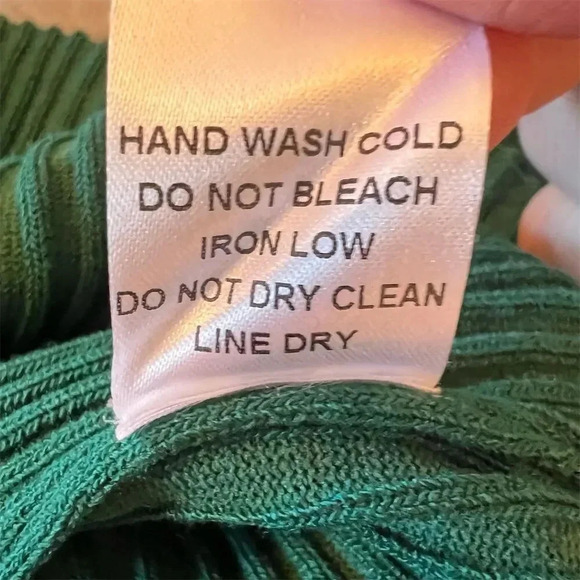 HAND WASH COLD
DO NOT BLEACH
IRON LOW
DO NOT DRY CLEAN
LINE DRY